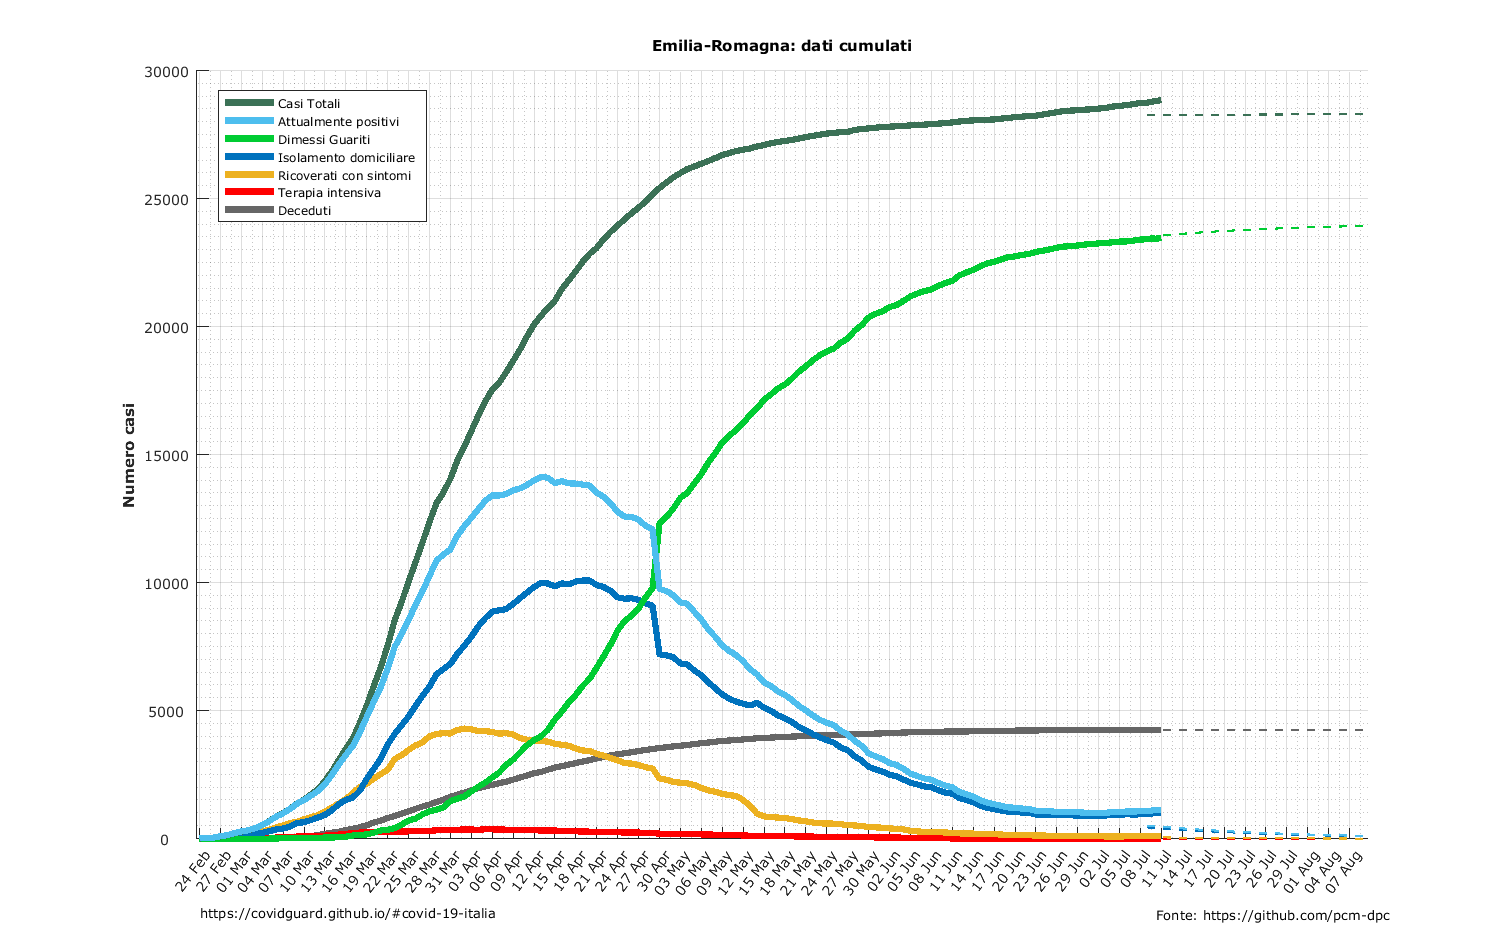 Emilia-Romagna: dati cumulati
30000
25000
20000
15000
10000
5000
0
Numero casi
Casi Totali
Attualmente positivi
Dimessi Guariti
Isolamento domiciliare
Ricoverati con sintomi
Terapia intensiva
Deceduti
24 Feb
27 Feb
01 Mar
04 Mar
07 Mar
10 Mar
13 Mar
16 Mar
19 Mar
22 Mar
25 Mar
28 Mar
31 Mar
03 Apr
06 Apr
09 Apr
12 Apr
15 Apr
18 Apr
21 Apr
24 Apr
27 Apr
30 Apr
03 May
06 May
09 May
12 May
15 May
18 May
21 May
24 May
27 May
30 May
02 Jun
05 Jun
08 Jun
11 Jun
14 Jun
17 Jun
20 Jun
23 Jun
26 Jun
29 Jun
02 Jul
05 Jul
08 Jul
11 Jul
14 Jul
17 Jul
20 Jul
23 Jul
26 Jul
29 Jul
01 Aug
04 Aug
07 Aug
https://covidguard.github.io/#covid-19-italia
Fonte: https://github.com/pcm-dpc